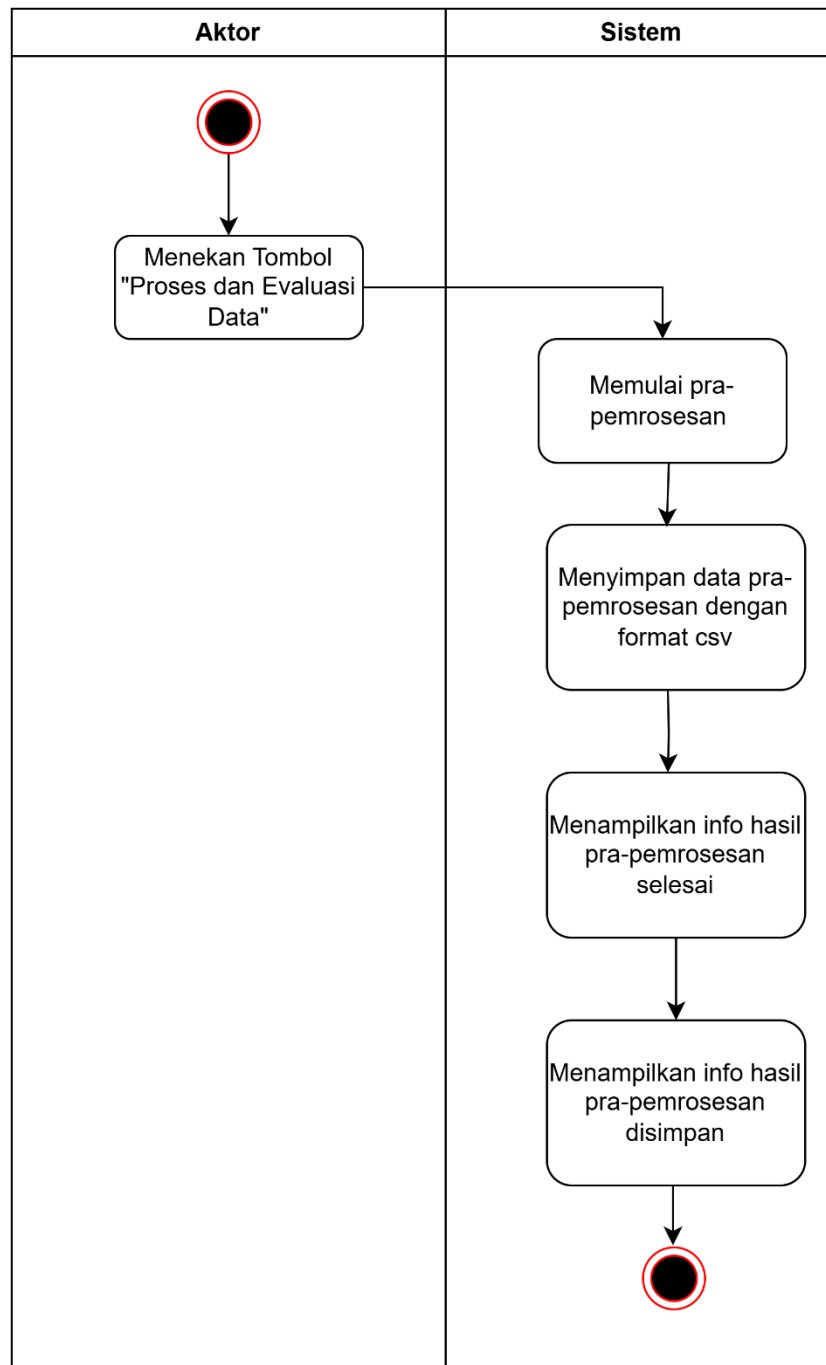 Aktor
Sistem
Menekan Tombol
"Proses dan Evaluasi
Data"
Memulai pra-
pemrosesan
Menyimpan data pra-
pemrosesan dengan
format csv
Menampilkan info hasil
pra-pemrosesan
selesai
Menampilkan info hasil
pra-pemrosesan
disimpan